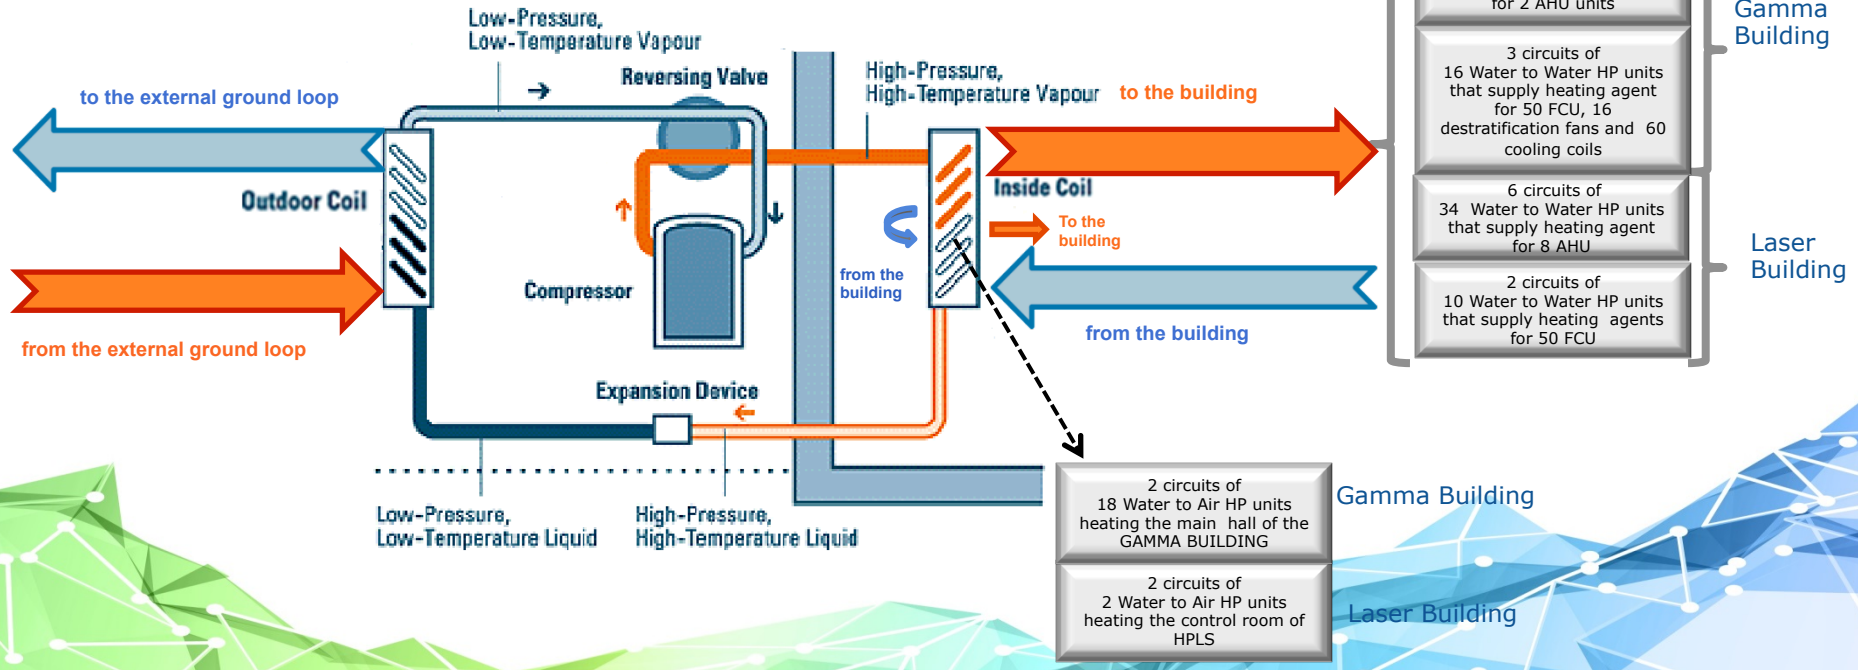 Low-Pressure,
Low-Temperature Vapour
Reversing Valve
High-Pressure,
High-Temperature Vapour
to the external ground loop
to the building
Outdoor Coil
Inside Coil
To the
building
from the
building
Compressor
from the external ground loop
from the building
Expansion Device
Low-Pressure,
Low-Temperature Liquid
High-Pressure,
High-Temperature Liquid
for 2 AHU units
3 circuits of
16 Water to Water HP units
that supply heating agent
for 50 FCU, 16
destratification fans and 60
cooling coils
Gamma
Building
6 circuits of
34 Water to Water HP units
that supply heating agent
for 8 AHU
2 circuits of
10 Water to Water HP units
that supply heating agents
for 50 FCU
Laser
Building
2 circuits of
18 Water to Air HP units
heating the main hall of the
GAMMA BUILDING
Gamma Building
2 circuits of
2 Water to Air HP units
heating the control room of
HPLS
Laser Building